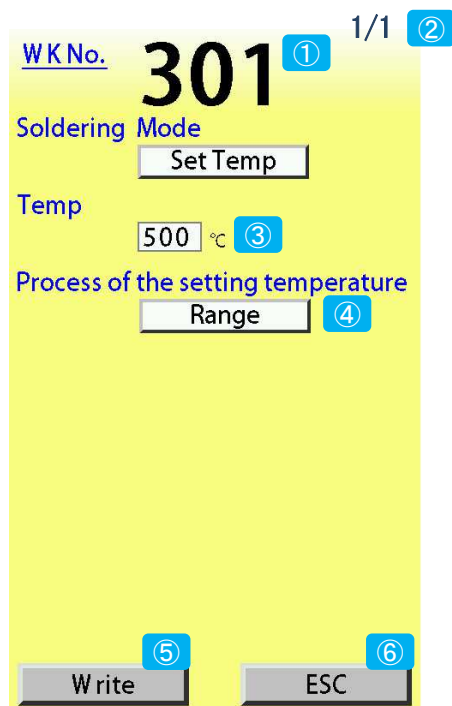 1/1 ②
WK No. 301 ①
Soldering Mode
Set Temp
Temp
500 ℃ ③
Process of the setting temperature
Range ④
⑤ ⑥
Write ESC